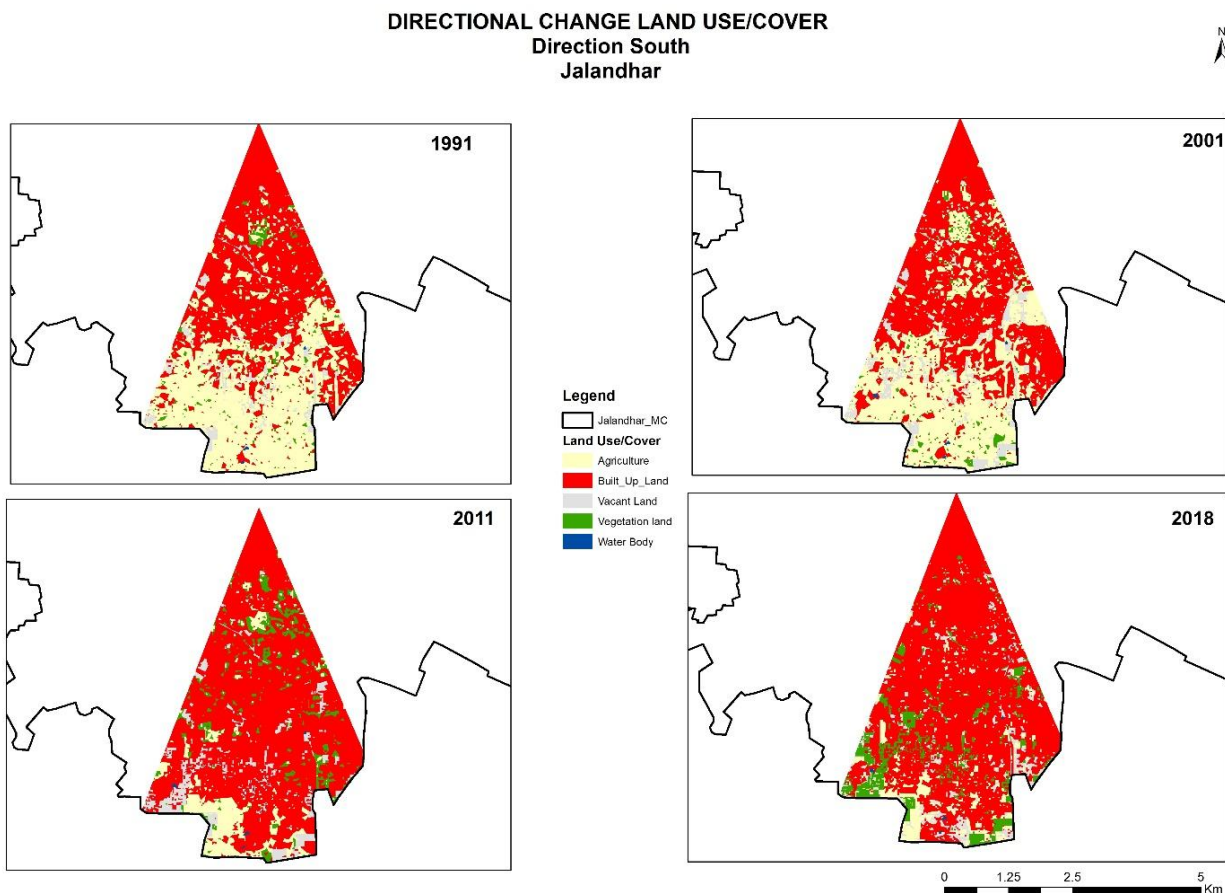 DIRECTIONAL CHANGE LAND USE/COVER
Direction South
Jalandhar
N
1991
2001
Legend
Jalandhar_MC
Land Use/Cover
Agriculture
Built_Up_Land
Vacant Land
Vegetation land
Water Body
2011
2018
0 1.25 2.5 5
Km